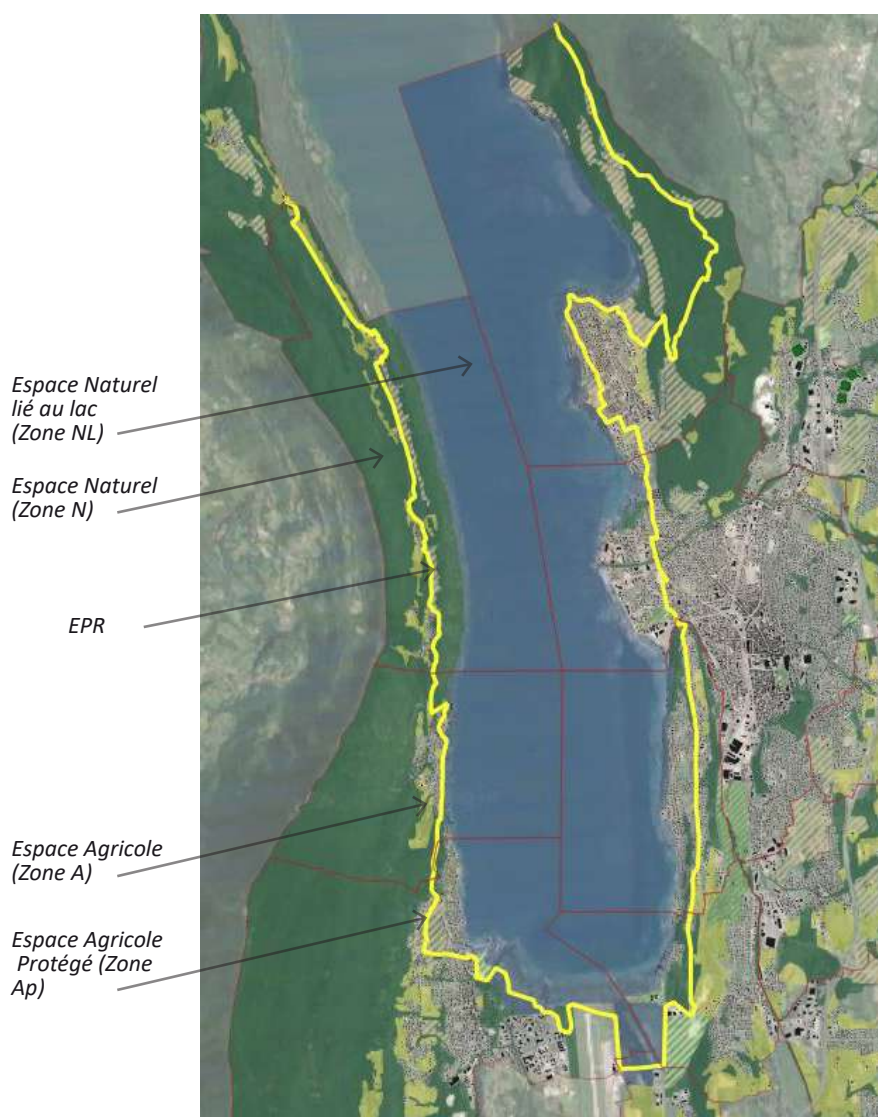 Espace Naturel
lié au lac
(Zone NL)
Espace Naturel
(Zone N)
EPR
Espace Agricole
(Zone A)
Espace Agricole
Protégé (Zone
Ap)